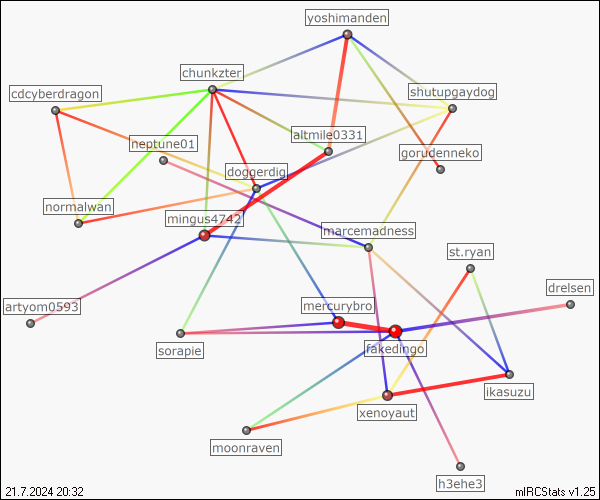 yoshimanden
chunkzter
cdcyberdragon
shutupgaydog
altmile0331
neptune01
gorudenneko
doggerdig
normalwan
mingus4742
marcemadness
st.ryan
drelsen
artyom0593
mercurybro
sorapie
fakedingo
ikasuzu
xenoyaut
moonraven
h3ehe3
21.7.2024 20:32
mIRCStats v1.25